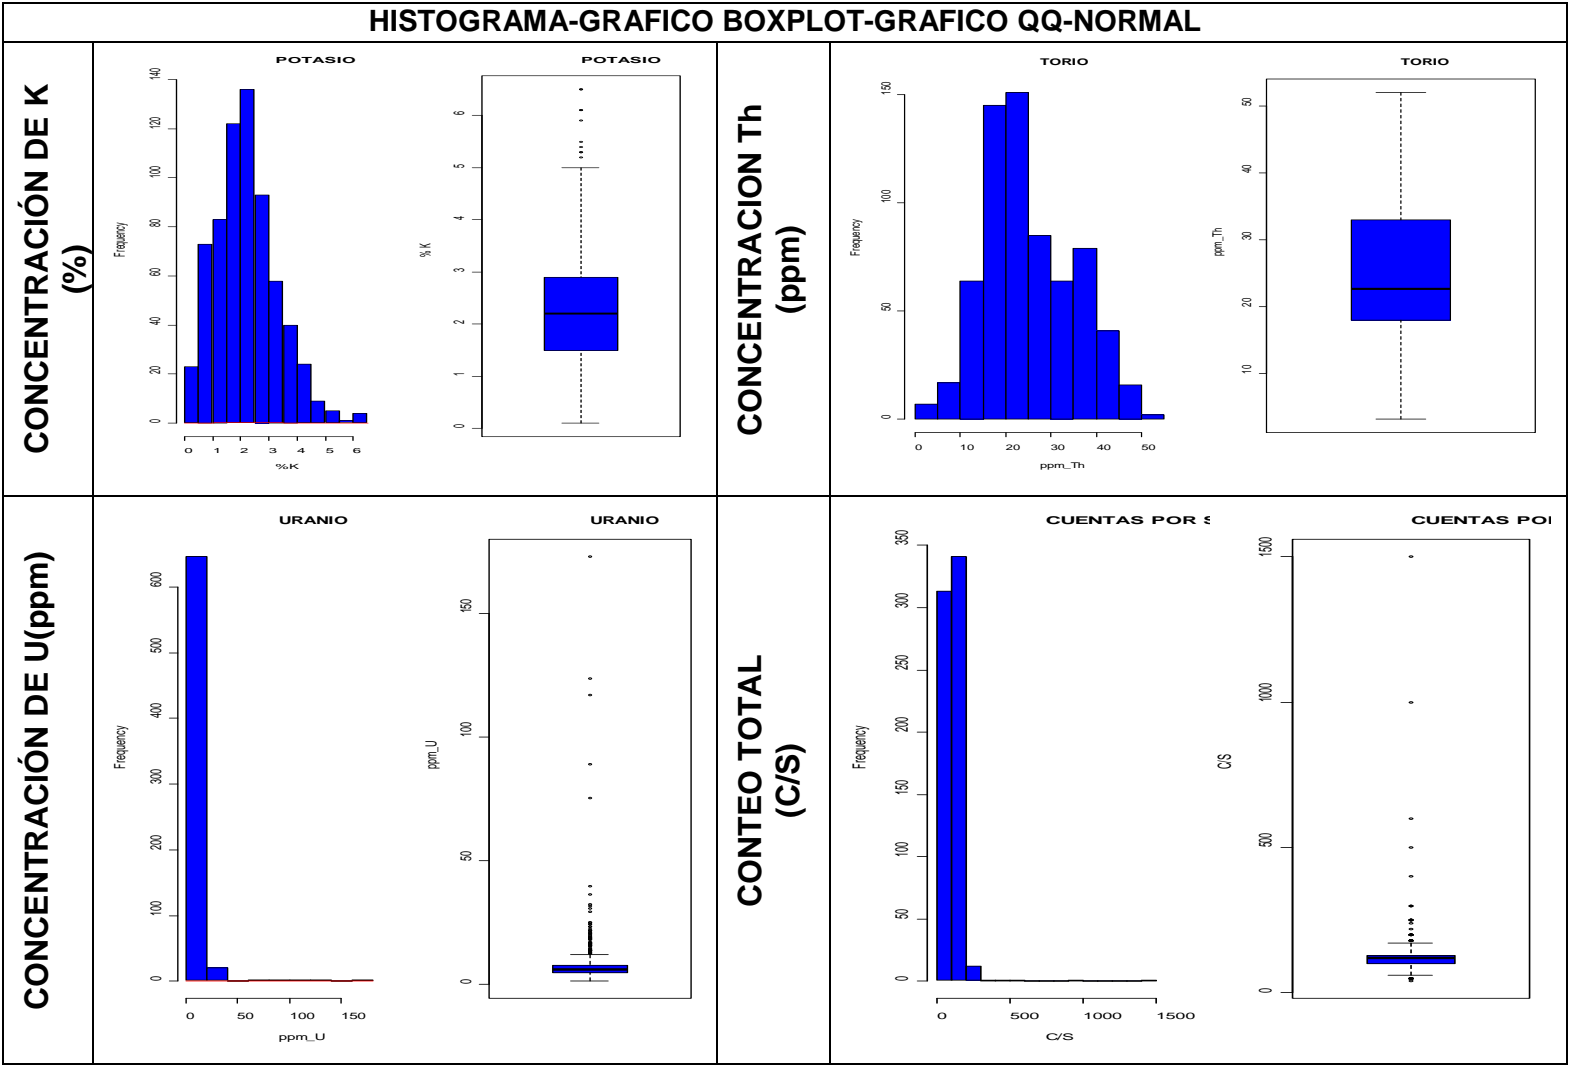 HISTOGRAMA-GRAFICO BOXPLOT-GRAFICO QQ-NORMAL
CONCENTRACIÓN DE K
(%)
POTASIO
Frequency
0 20 40 60 80 100 120 140
0 1 2 3 4 5 6
%K
POTASIO
% K
0 1 2 3 4 5 6
CONCENTRACION Th
(ppm)
TORIO
Frequency
0 50 100 150
0 10 20 30 40 50
ppm_Th
TORIO
ppm_Th
10 20 30 40 50
CONCENTRACIÓN DE U(ppm)
URANIO
Frequency
0 100 200 300 400 500 600
0 50 100 150
ppm_U
URANIO
ppm_U
0 50 100 150
CONTEO TOTAL
(C/S)
CUENTAS POR S
Frequency
0 50 100 150 200 250 300 350
0 500 1000 1500
C/S
CUENTAS POI
C/S
0 500 1000 1500